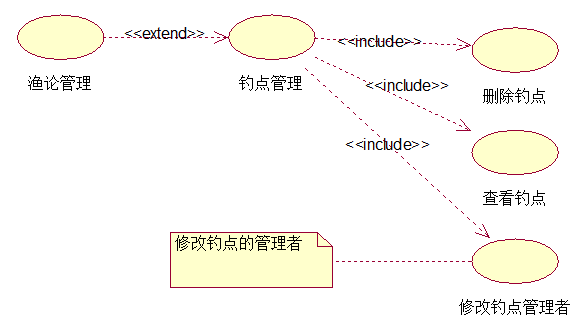 <<extend>>
<<include>>
渔论管理
钓点管理
<<include>>
删除钓点
<<include>>
查看钓点
修改钓点的管理者
修改钓点管理者